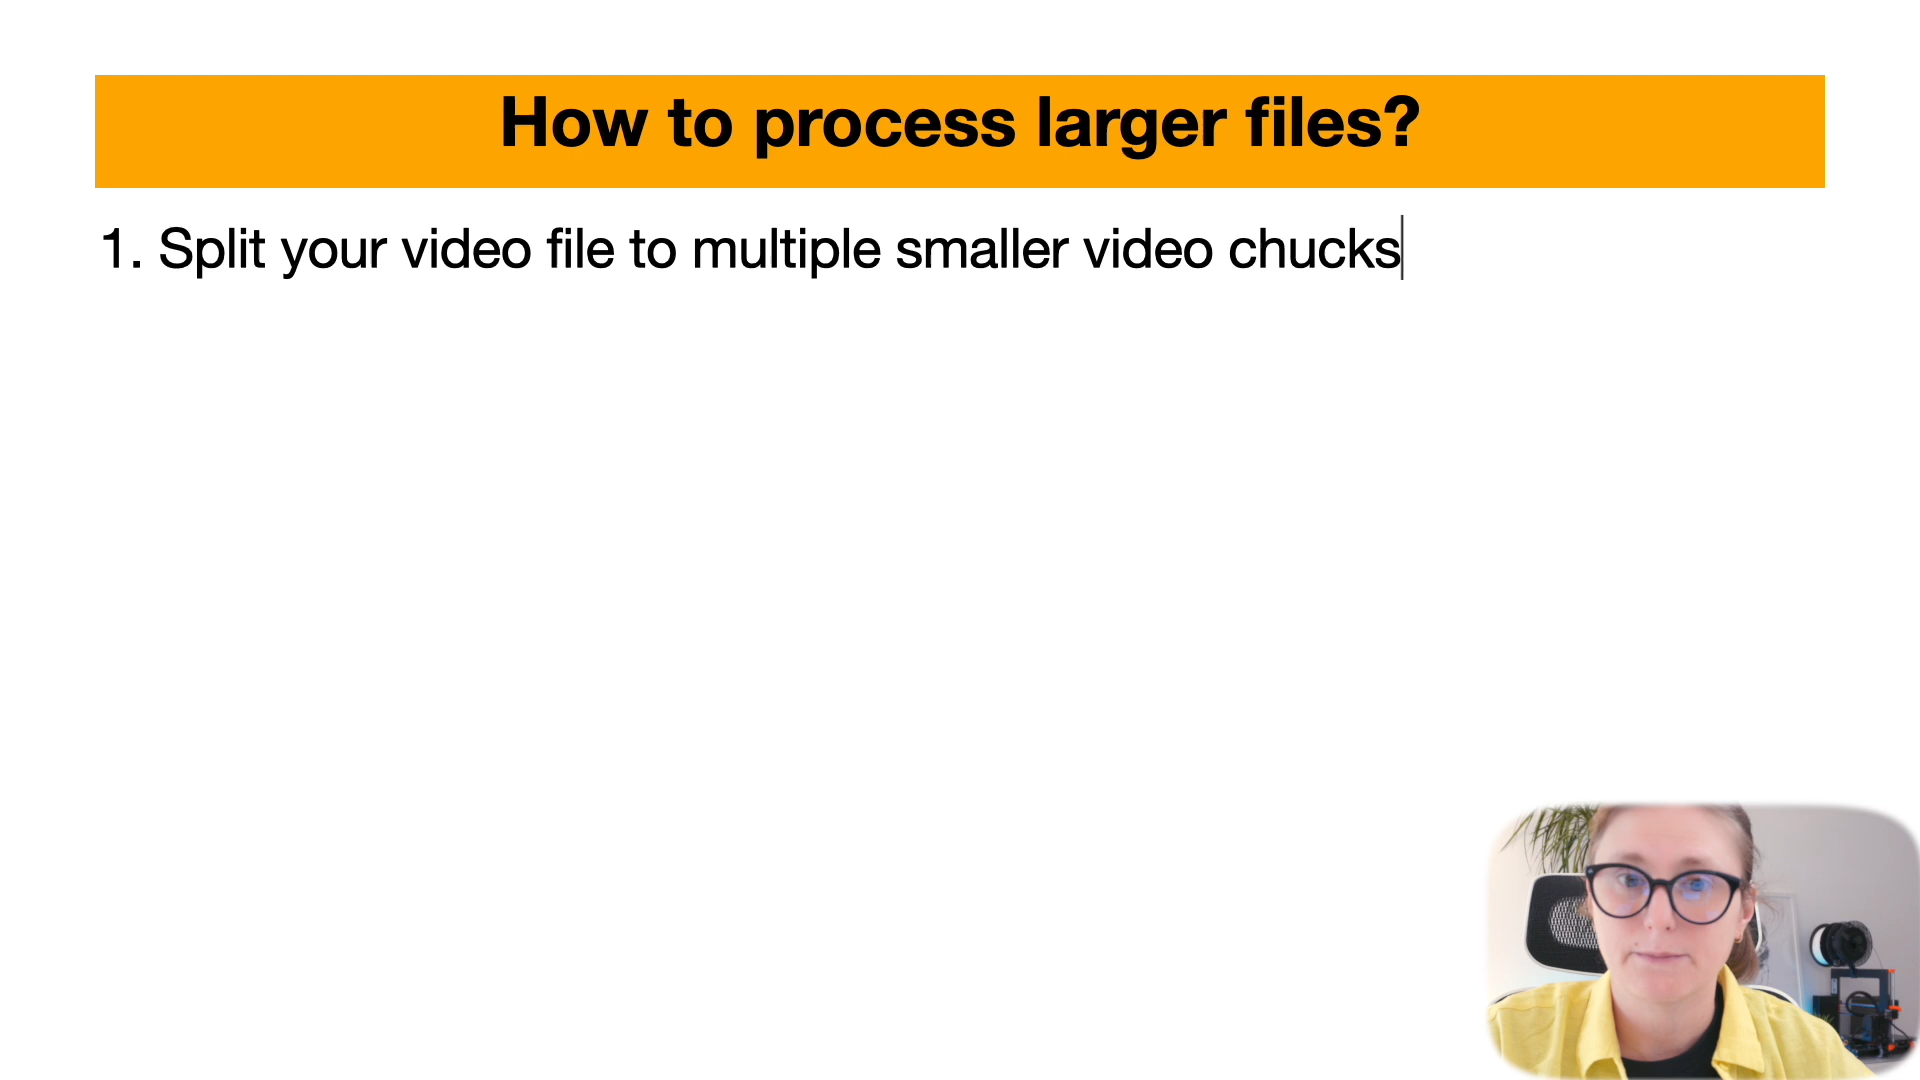 How to process larger files?
1. Split your video file to multiple smaller video chucks